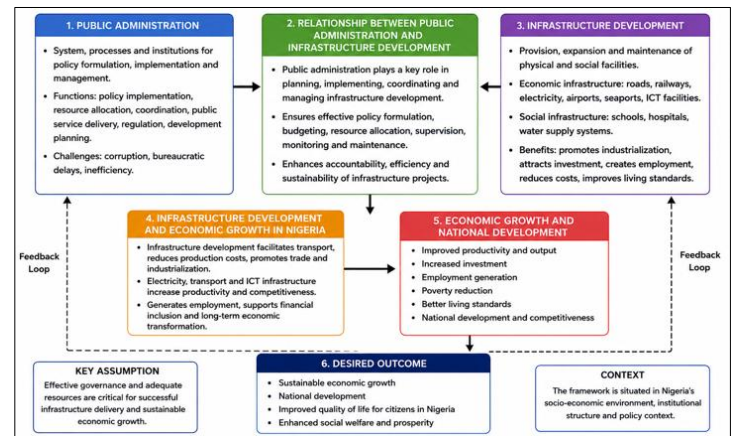 1. PUBLIC ADMINISTRATION
• System, processes and institutions for
policy formulation, implementation and
management.
• Functions: policy implementation,
resource allocation, coordination, public
service delivery, regulation, development
planning.
• Challenges: corruption, bureaucratic
delays, inefficiency.
2. RELATIONSHIP BETWEEN PUBLIC
ADMINISTRATION AND
INFRASTRUCTURE DEVELOPMENT
• Public administration plays a key role in
planning, implementing, coordinating and
managing infrastructure development.
• Ensures effective policy formulation,
budgeting, resource allocation, supervision,
monitoring and maintenance.
• Enhances accountability, efficiency and
sustainability of infrastructure projects.
3. INFRASTRUCTURE DEVELOPMENT
• Provision, expansion and maintenance of
physical and social facilities.
• Economic infrastructure: roads, railways,
electricity, airports, seaports, ICT facilities.
• Social infrastructure: schools, hospitals,
water supply systems.
• Benefits: promotes industrialization,
attracts investment, creates employment,
reduces costs, improves living standards.
4. INFRASTRUCTURE DEVELOPMENT
AND ECONOMIC GROWTH IN NIGERIA
• Infrastructure development facilitates transport,
reduces production costs, promotes trade and
industrialization.
• Electricity, transport and ICT infrastructure
increase productivity and competitiveness.
• Generates employment, supports financial
inclusion and long-term economic
transformation.
5. ECONOMIC GROWTH AND
NATIONAL DEVELOPMENT
• Improved productivity and output
• Increased investment
• Employment generation
• Poverty reduction
• Better living standards
• National development and competitiveness
Feedback
Loop
Feedback
Loop
KEY ASSUMPTION
Effective governance and adequate
resources are critical for successful
infrastructure delivery and sustainable
economic growth.
6. DESIRED OUTCOME
• Sustainable economic growth
• National development
• Improved quality of life for citizens in Nigeria
• Enhanced social welfare and prosperity
CONTEXT
The framework is situated in Nigeria's
socio-economic environment, institutional
structure and policy context.